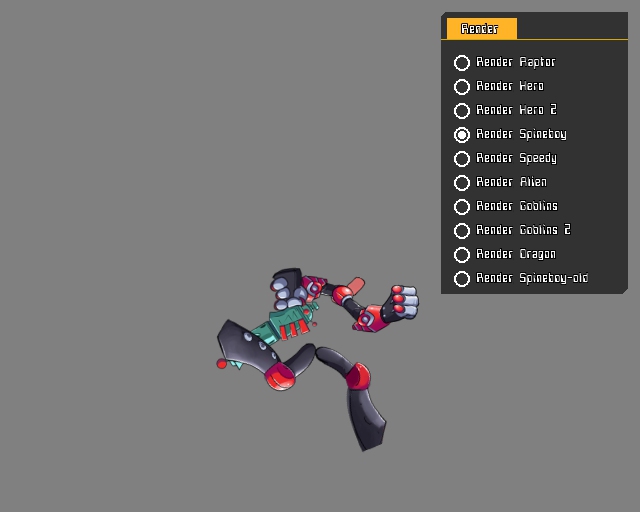 Render
Render Raptor
Render Hero
Render Hero 2
Render Spineboy
Render Speedy
Render Alien
Render Goblins
Render Goblins 2
Render Dragon
Render Spineboy-old